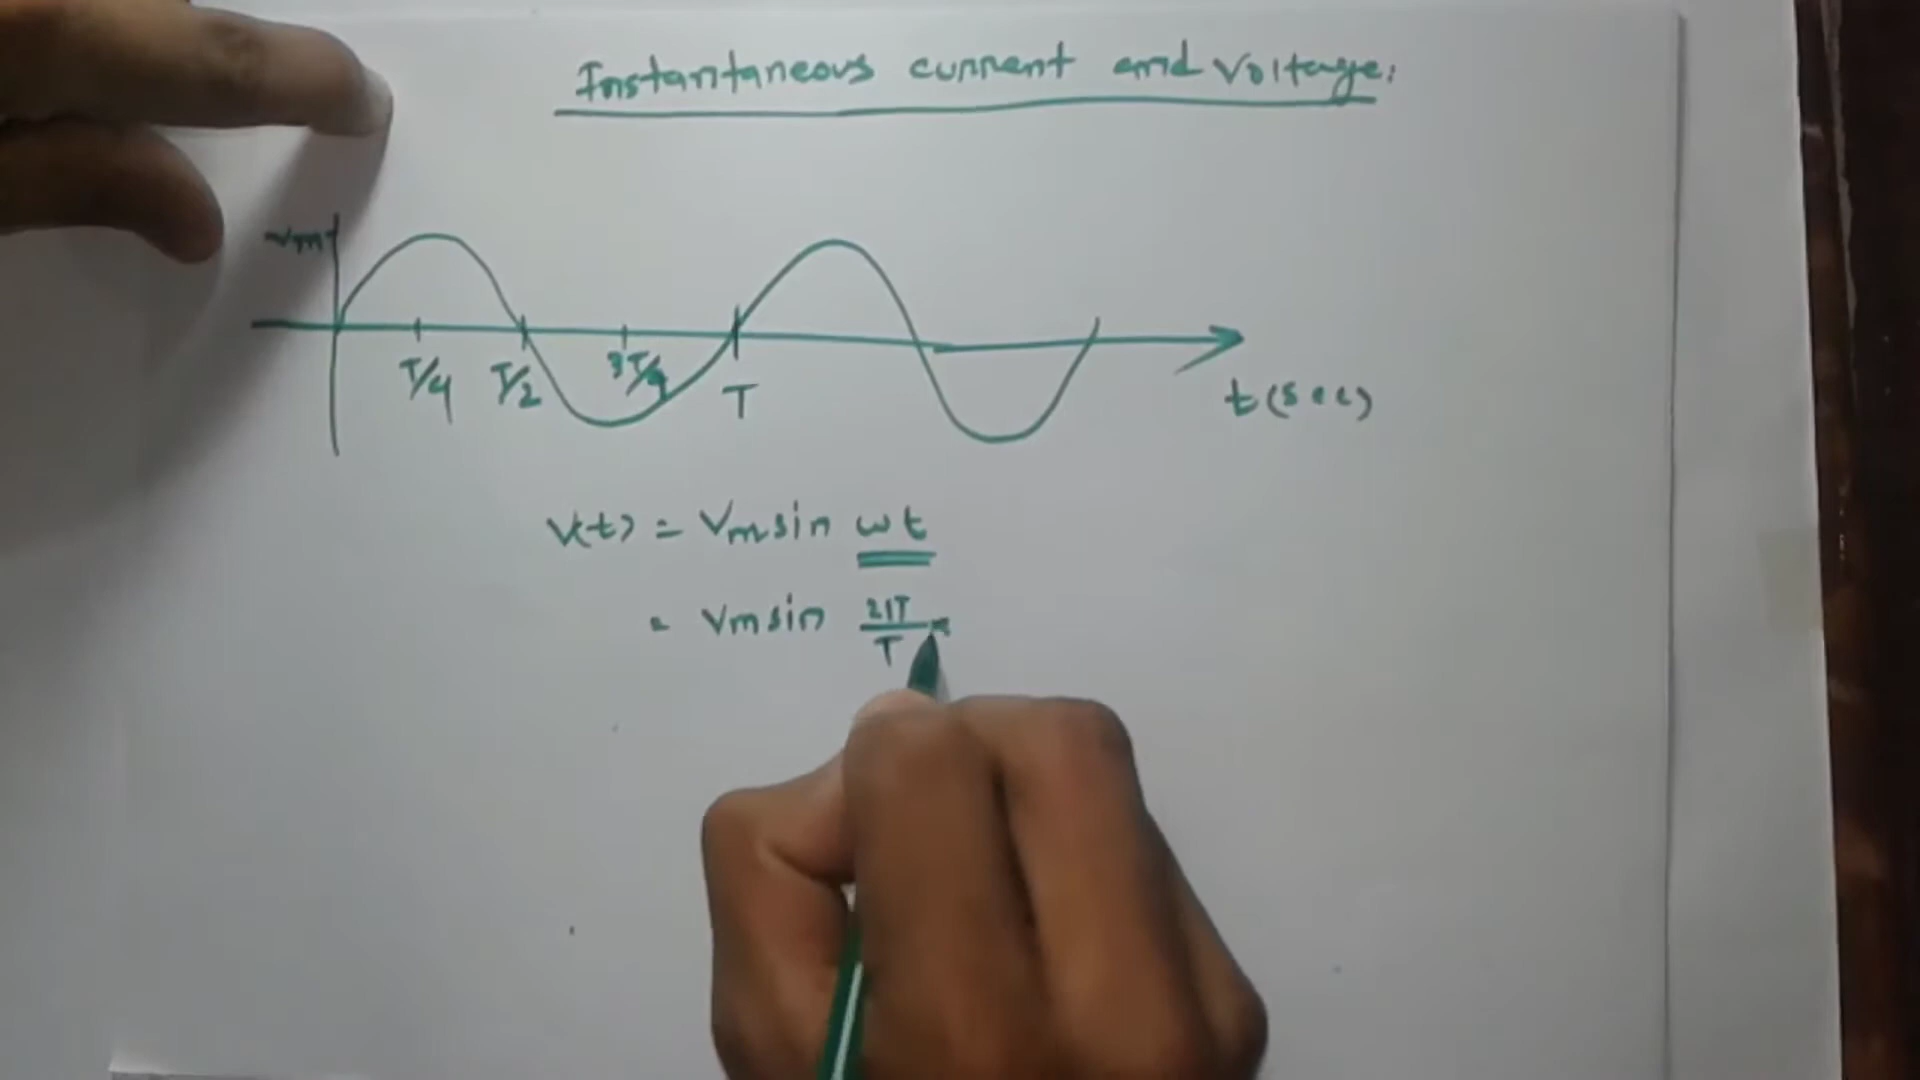 Instantaneous current and Voltage:
Vm
T/4 T/2 3T/4 T
t(sec)
V(t) = Vm sin ωt
= Vm sin 2π/T